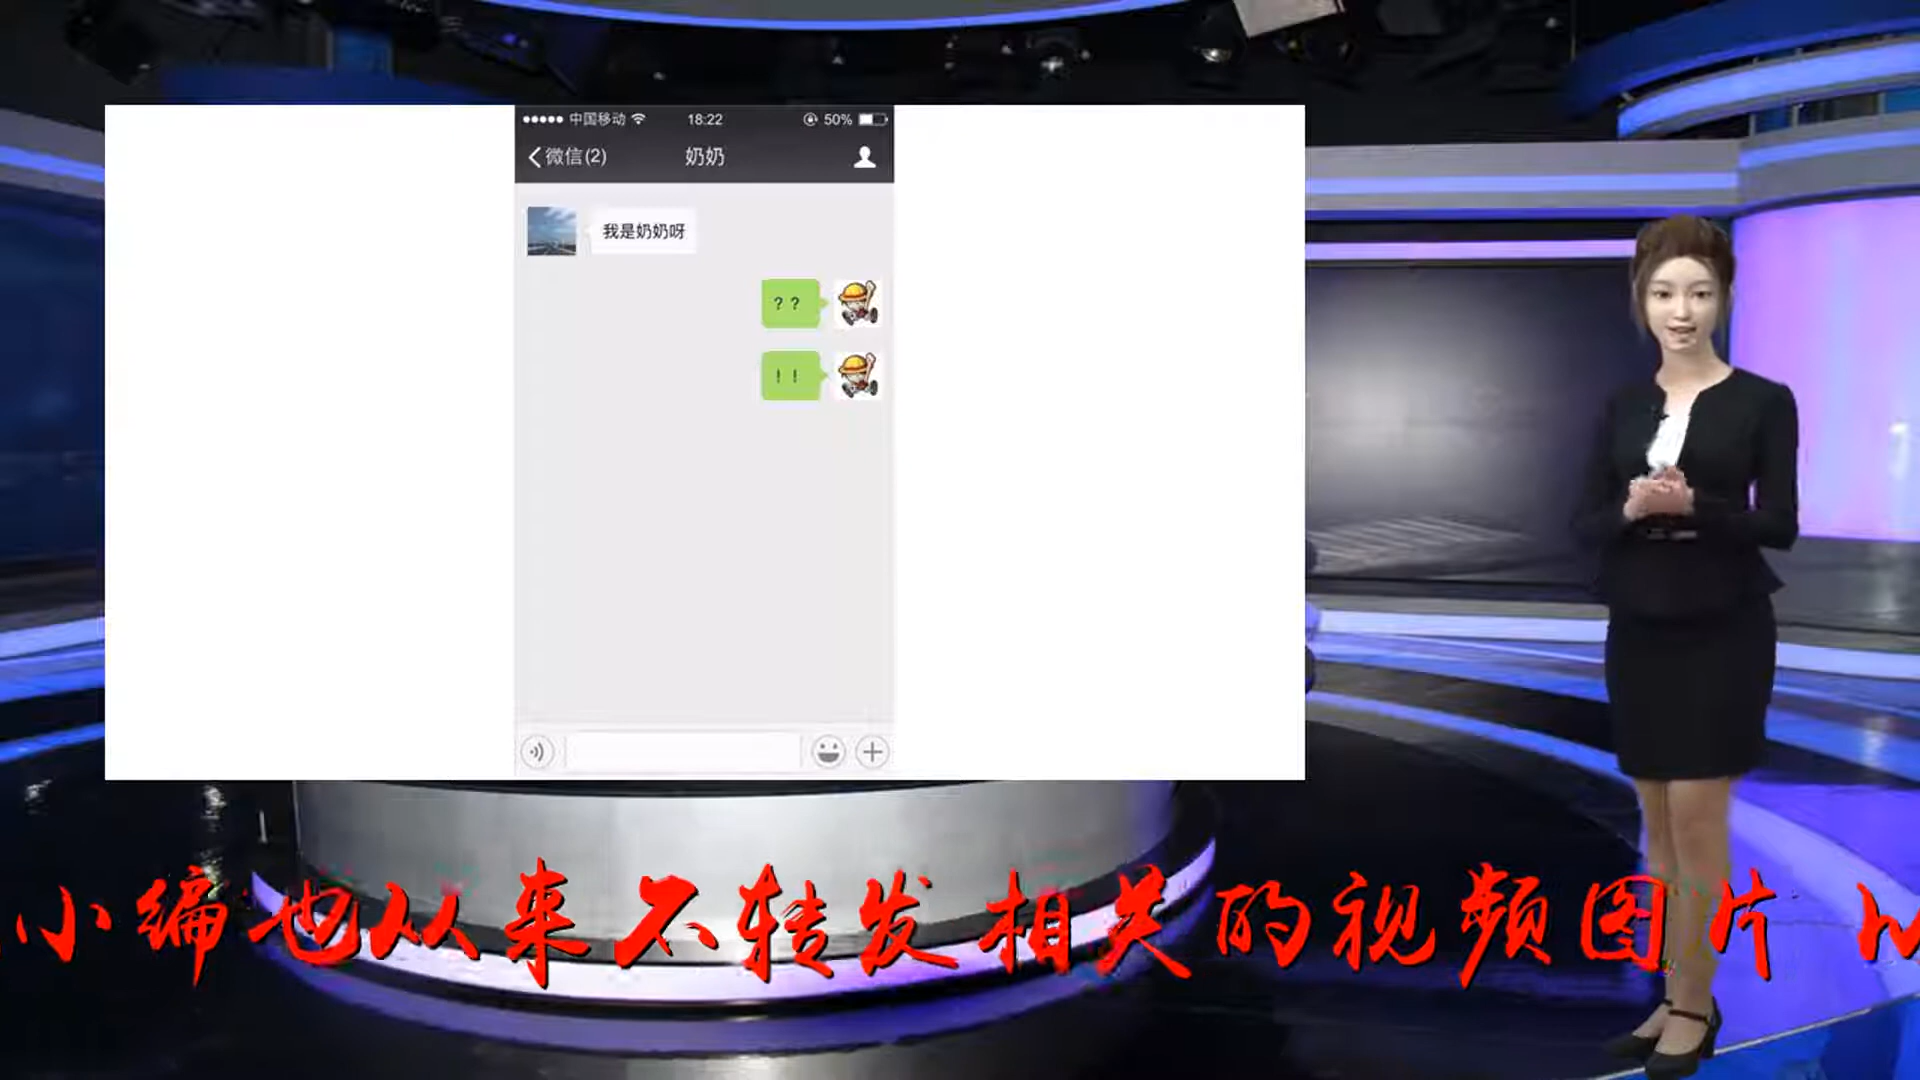 中国移动 18:22 50%
微信(2) 奶奶
我是奶奶呀
? ?
! !
小编也从来不转发相关的视频图片